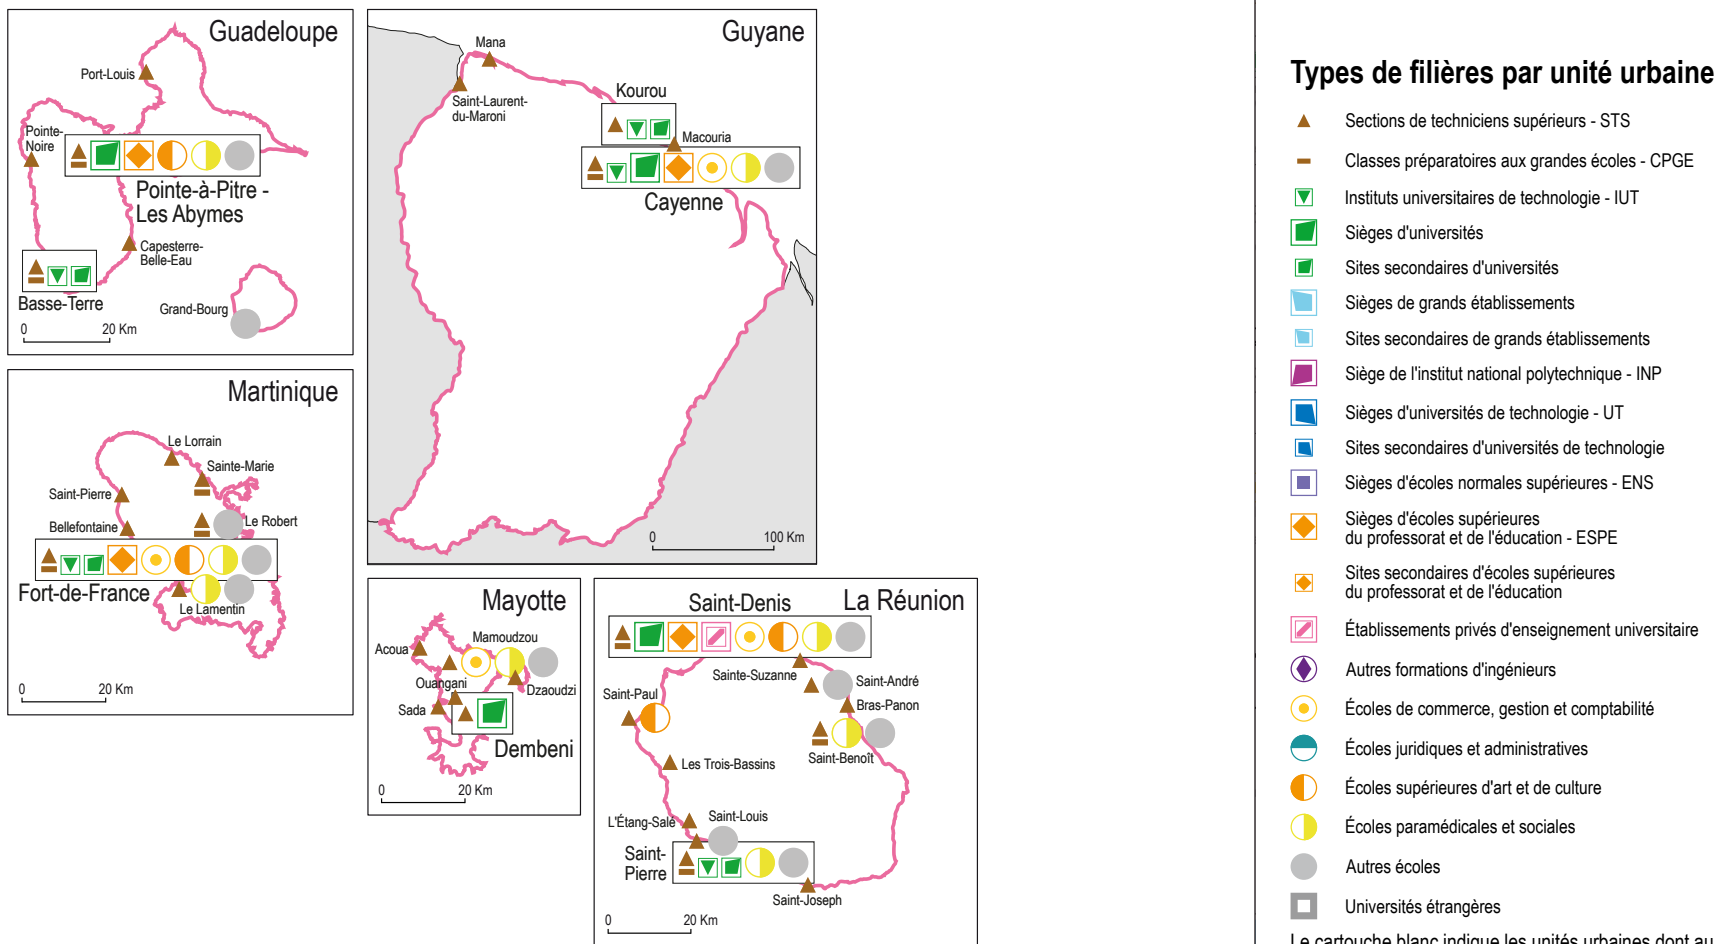 Guadeloupe
Port-Louis
Pointe-
Noire
Pointe-à-Pitre -
Les Abymes
Capesterre-
Belle-Eau
Basse-Terre
Grand-Bourg
0 20 Km
Guyane
Mana
Saint-Laurent-
du-Maroni
Kourou
Macouria
Cayenne
0 100 Km
Martinique
Le Lorrain
Sainte-Marie
Saint-Pierre
Bellefontaine
Le Robert
Fort-de-France
Le Lamentin
0 20 Km
Mayotte
Mamoudzou
Acoua
Ouangani
Dzaoudzi
Sada
Dembeni
0 20 Km
La Réunion
Saint-Denis
Sainte-Suzanne
Saint-André
Saint-Paul
Bras-Panon
Saint-Benoît
Les Trois-Bassins
L'Étang-Salé
Saint-Louis
Saint-
Pierre
Saint-Joseph
0 20 Km
Types de filières par unité urbaine
Sections de techniciens supérieurs - STS
Classes préparatoires aux grandes écoles - CPGE
Instituts universitaires de technologie - IUT
Sièges d'universités
Sites secondaires d'universités
Sièges de grands établissements
Sites secondaires de grands établissements
Siège de l'institut national polytechnique - INP
Sièges d'universités de technologie - UT
Sites secondaires d'universités de technologie
Sièges d'écoles normales supérieures - ENS
Sièges d'écoles supérieures
du professorat et de l'éducation - ESPE
Sites secondaires d'écoles supérieures
du professorat et de l'éducation
Établissements privés d'enseignement universitaire
Autres formations d'ingénieurs
Écoles de commerce, gestion et comptabilité
Écoles juridiques et administratives
Écoles supérieures d'art et de culture
Écoles paramédicales et sociales
Autres écoles
Universités étrangères
Le cartouche blanc indique les unités urbaines dont au